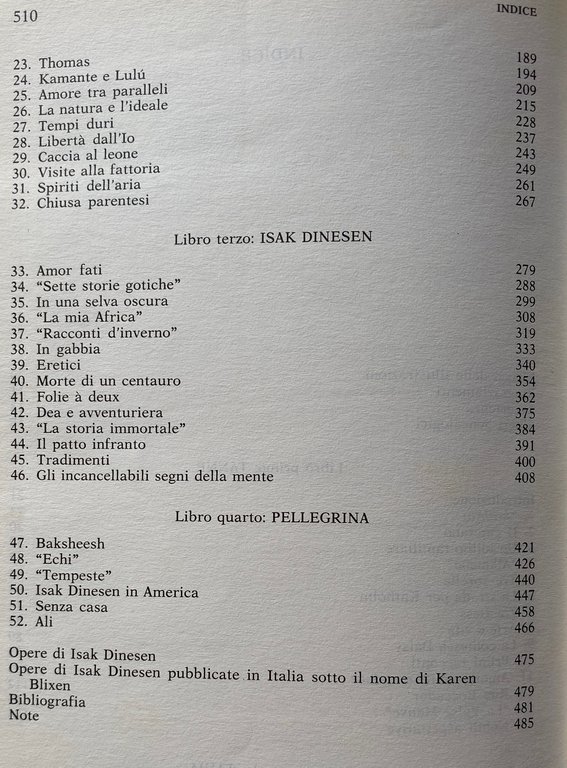 510
INDICE
23. Thomas 189
24. Kamante e Lulú 194
25. Amore tra paralleli 209
26. La natura e l'ideale 215
27. Tempi duri 228
28. Libertà dall'Io 237
29. Caccia al leone 243
30. Visite alla fattoria 249
31. Spiriti dell'aria 261
32. Chiusa parentesi 267
Libro terzo: ISAK DINESEN
33. Amor fati 279
34. "Sette storie gotiche" 288
35. In una selva oscura 299
36. "La mia Africa" 308
37. "Racconti d'inverno" 319
38. In gabbia 333
39. Eretici 340
40. Morte di un centauro 354
41. Folie à deux 362
42. Dea e avventuriera 375
43. "La storia immortale" 384
44. Il patto infranto 391
45. Tradimenti 400
46. Gli incancellabili segni della mente 408
Libro quarto: PELLEGRINA
47. Baksheesh 421
48. "Echi" 426
49. "Tempeste" 440
50. Isak Dinesen in America 447
51. Senza casa 458
52. Ali 466
Opere di Isak Dinesen 475
Opere di Isak Dinesen pubblicate in Italia sotto il nome di Karen
Blixen 479
Bibliografia 481
Note 485